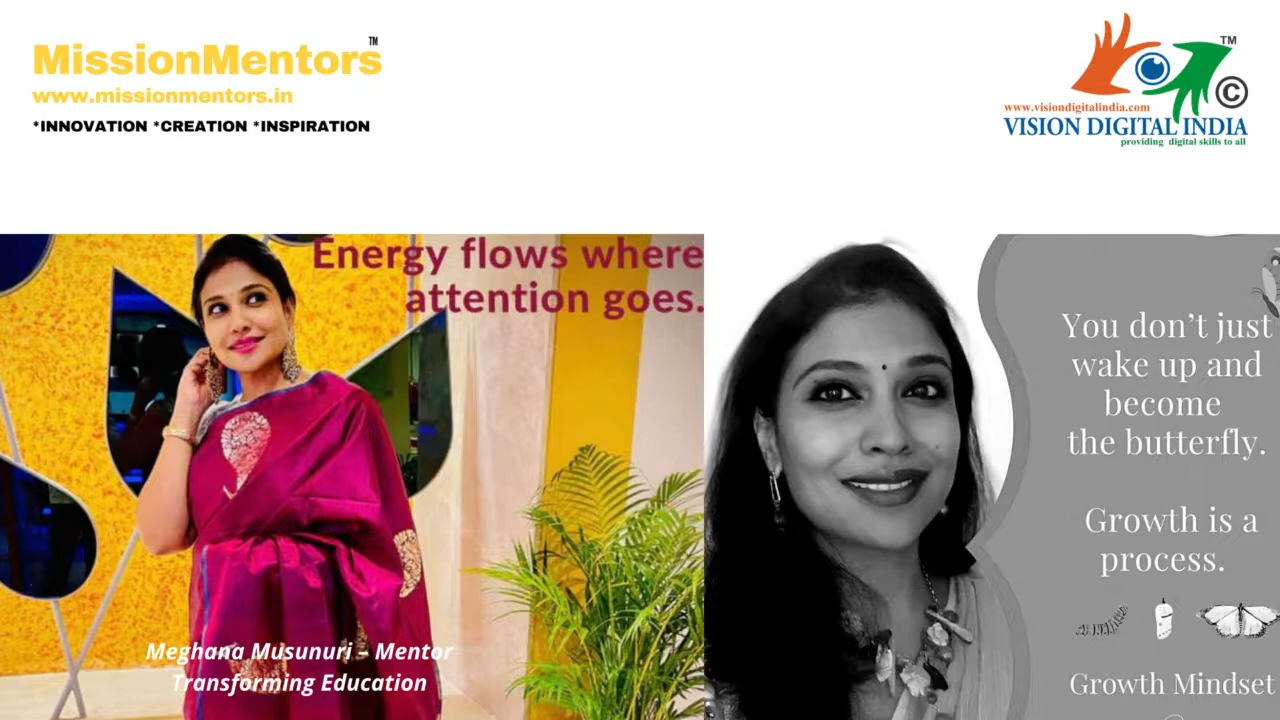 MissionMentors™
www.missionmentors.in
*INNOVATION *CREATION *INSPIRATION
TM
©
www.visiondigitalindia.com
VISION DIGITAL INDIA
providing digital skills to all
Energy flows where
attention goes.
Meghana Musunuri – Mentor
Transforming Education
You don't just
wake up and
become
the butterfly.
Growth is a
process.
Growth Mindset